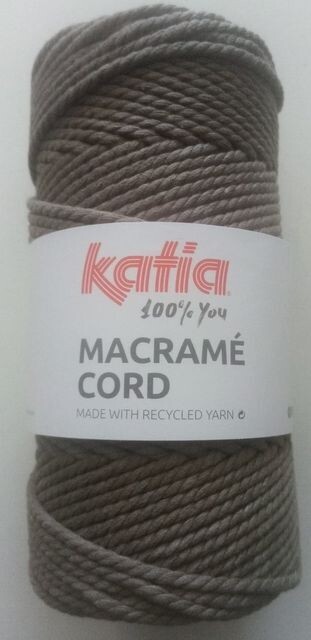 katia
100% You
MACRAMÉ
CORD
MADE WITH RECYCLED YARN